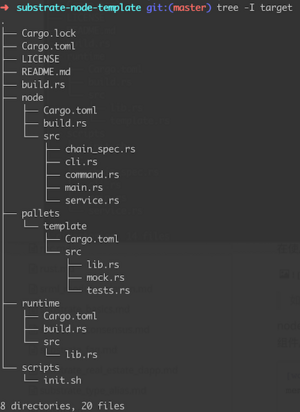 ➜ substrate-node-template git:(master) tree -I target
.
├── Cargo.lock
├── Cargo.toml
├── LICENSE
├── README.md
├── build.rs
├── node
│   ├── Cargo.toml
│   ├── build.rs
│   └── src
│       ├── chain_spec.rs
│       ├── cli.rs
│       ├── command.rs
│       ├── main.rs
│       └── service.rs
├── pallets
│   └── template
│       ├── Cargo.toml
│       └── src
│           ├── lib.rs
│           ├── mock.rs
│           └── tests.rs
├── runtime
│   ├── Cargo.toml
│   ├── build.rs
│   └── src
│       └── lib.rs
└── scripts
    └── init.sh

8 directories, 20 files